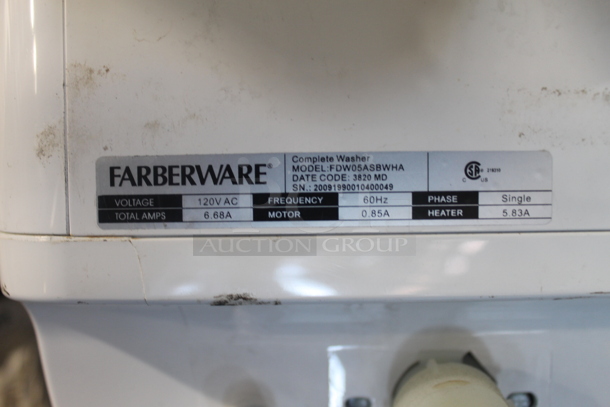 Complete Washer
MODEL:FDW05ASBWHA
FARBERWARE®
DATE CODE: 3820 MD
SN.: 20091990010400049
C US
VOLTAGE 120V AC FREQUENCY 60Hz PHASE Single
TOTAL AMPS 6.68A MOTOR 0.85A HEATER 5.83A
AUCTION GROUP